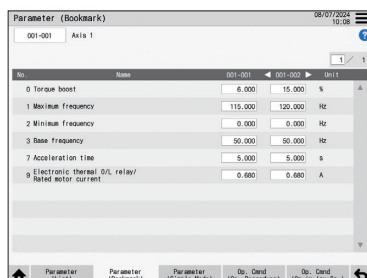 Parameter (Bookmark)
08/07/2024
10:08
001-001 Axis 1
?
1 / 1
No. Name 001-001 ◀ 001-002 ▶ Unit
0 Torque boost 6.000 15.000 %
1 Maximum frequency 115.000 120.000 Hz
2 Minimum frequency 0.000 0.000 Hz
3 Base frequency 50.000 50.000 Hz
7 Acceleration time 5.000 5.000 s
9 Electronic thermal O/L relay/
Rated motor current 0.680 0.680 A
Parameter Parameter Parameter Op. Cmnd Op. Cmnd